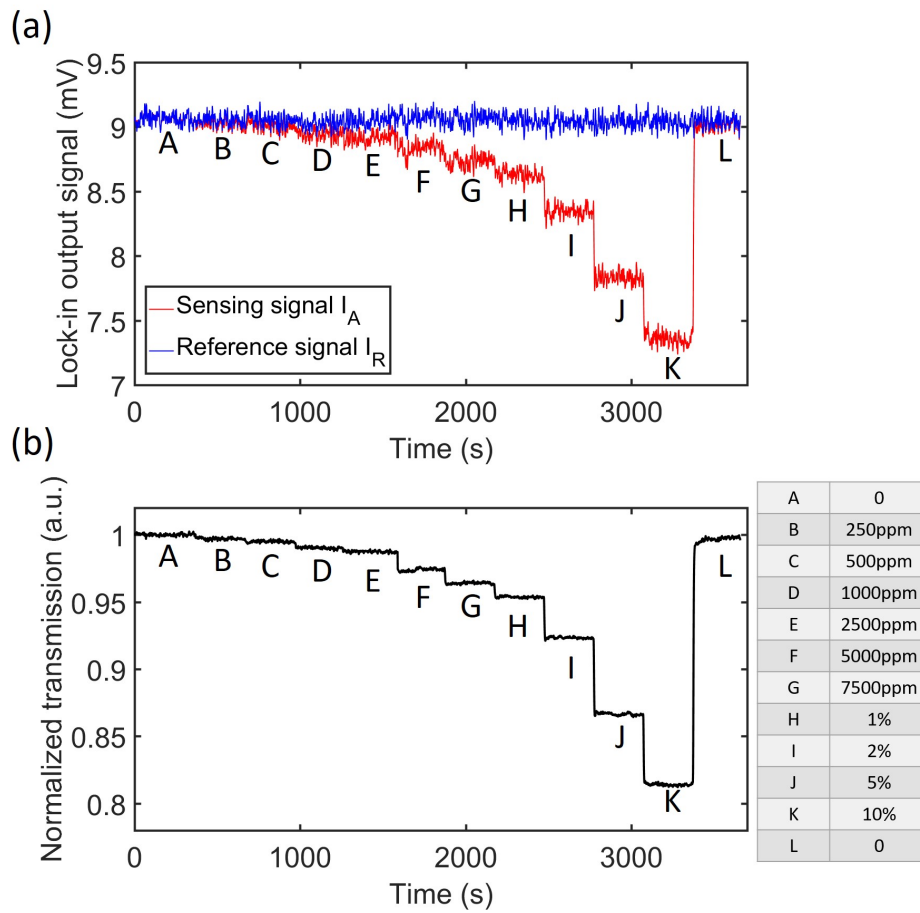 (a)
Lock-in output signal (mV)
9.5
9
8.5
8
7.5
7
A B C D E F G H I J K L
Sensing signal I_A
Reference signal I_R
0 1000 2000 3000
Time (s)
(b)
Normalized transmission (a.u.)
1
0.95
0.9
0.85
0.8
A B C D E F G H I J K L
0 1000 2000 3000
Time (s)
A 0
B 250ppm
C 500ppm
D 1000ppm
E 2500ppm
F 5000ppm
G 7500ppm
H 1%
I 2%
J 5%
K 10%
L 0